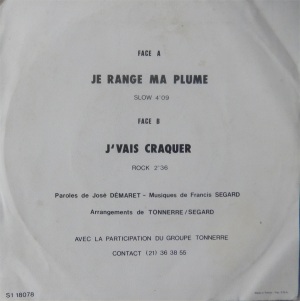 FACE A
JE RANGE MA PLUME
SLOW 4'09
FACE B
J'VAIS CRAQUER
ROCK 2'36
Paroles de José DÉMARET - Musiques de Francis SEGARD
Arrangements de TONNERRE/SEGARD
AVEC LA PARTICIPATION DU GROUPE TONNERRE
CONTACT (21) 36 38 55
S1 18078